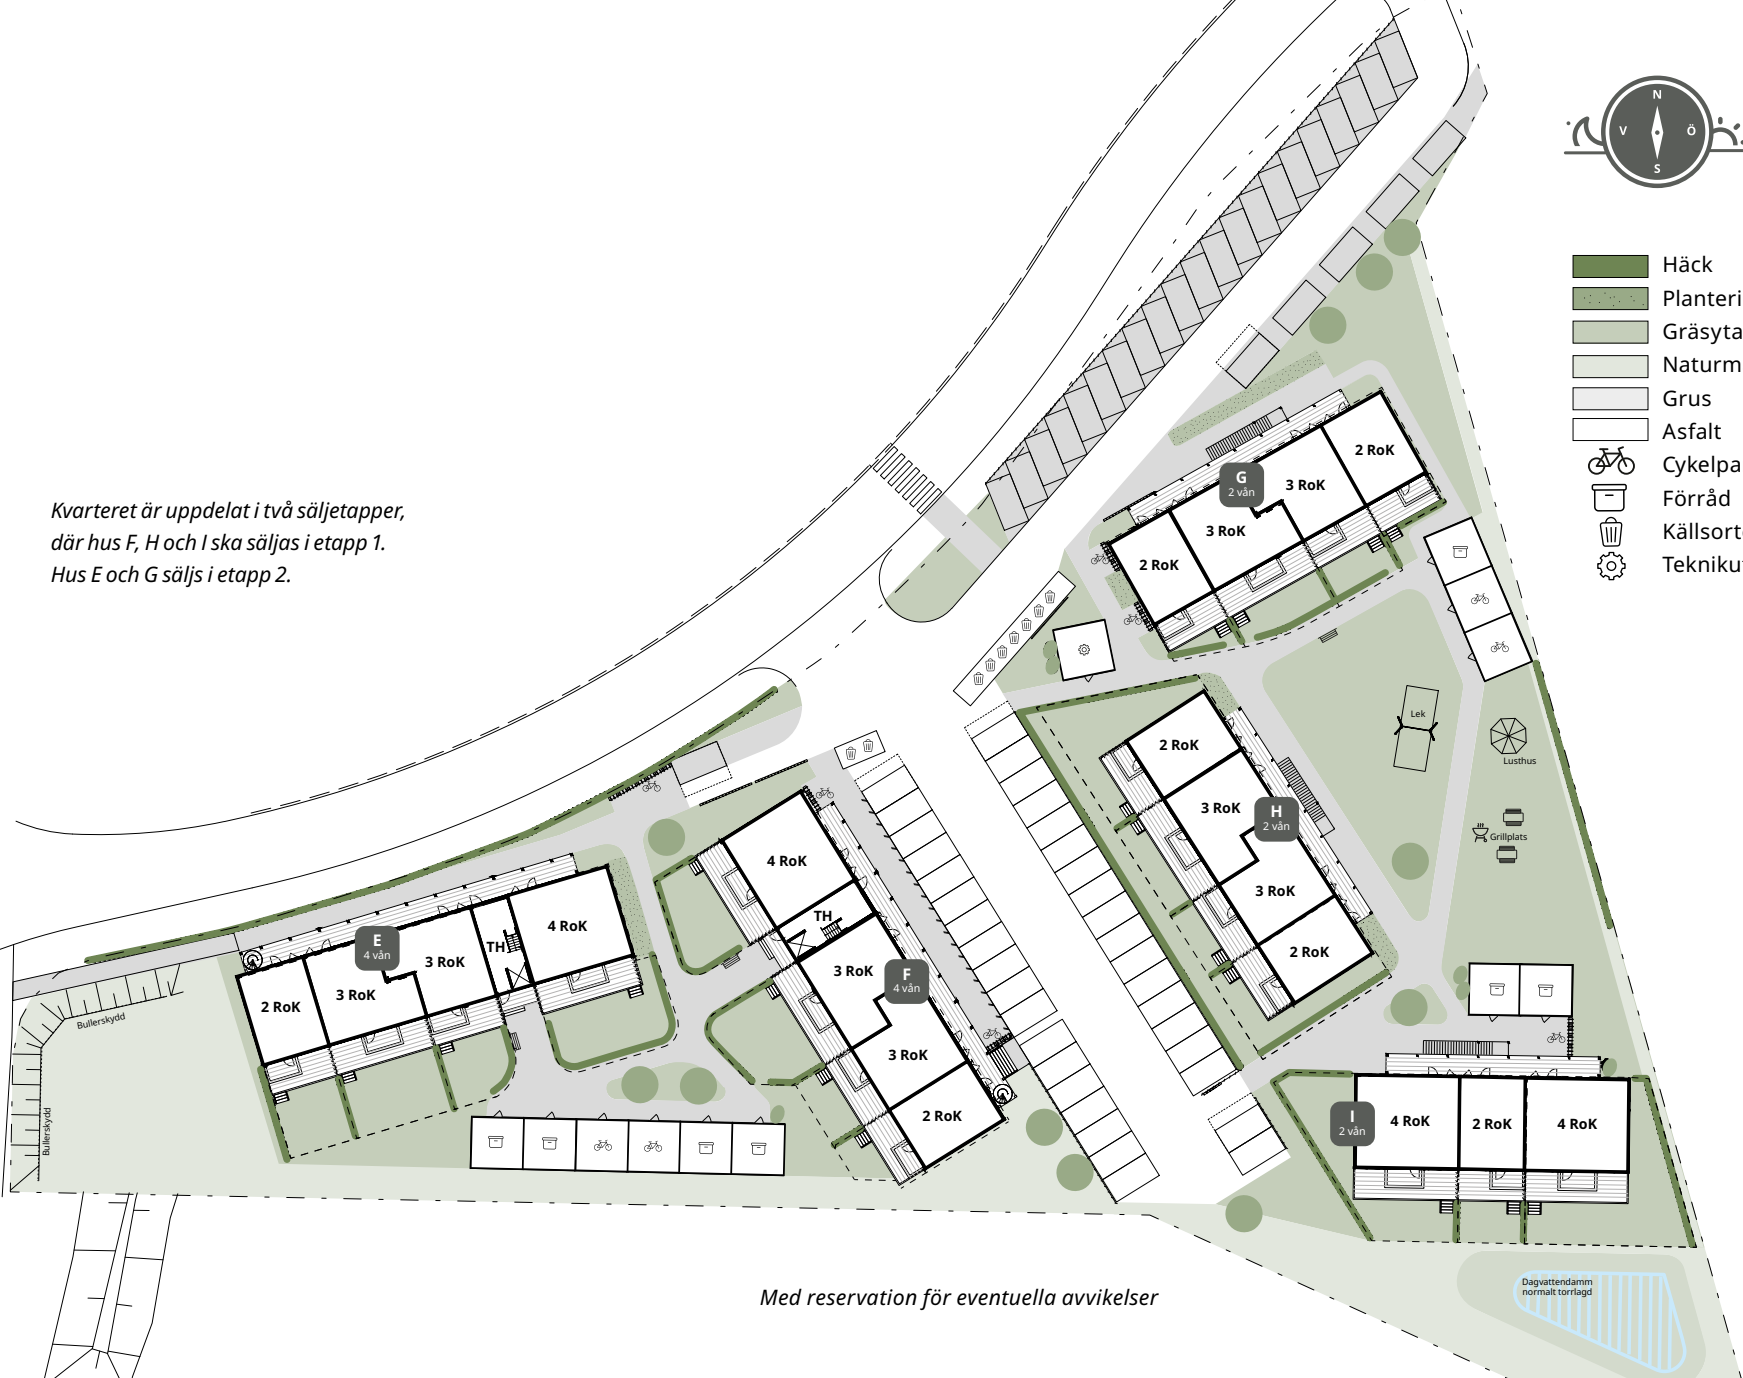 N
V
Ö
S
Häck
Planteri
Gräsyta
Naturm
Grus
Asfalt
Cykelpa
Förråd
Källsort
Tekniku
Kvarteret är uppdelat i två säljetapper,
där hus F, H och I ska säljas i etapp 1.
Hus E och G säljs i etapp 2.
G
2 vån
2 RoK
3 RoK
3 RoK
2 RoK
H
2 vån
2 RoK
3 RoK
3 RoK
2 RoK
Lek
Lusthus
Grillplats
E
4 vån
2 RoK
3 RoK
3 RoK
TH
4 RoK
F
4 vån
4 RoK
TH
3 RoK
3 RoK
2 RoK
I
2 vån
4 RoK
2 RoK
4 RoK
Bullerskydd
Bullerskydd
Dagvattendamm
normalt torrlagd
Med reservation för eventuella avvikelser